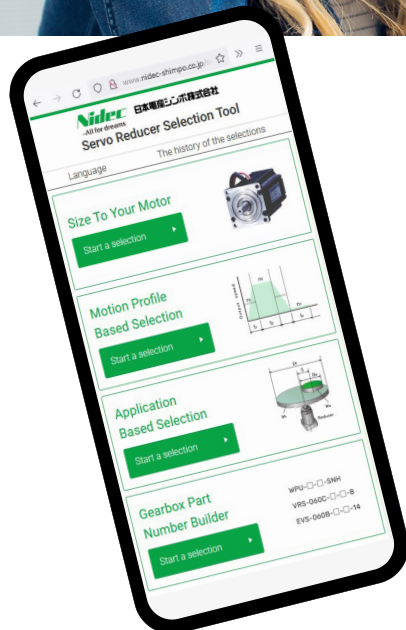 www.nidec-shimpo.co.jp
Nidec 日本電産シンポ株式会社
-All for dreams
Servo Reducer Selection Tool
Language The history of the selections
Size To Your Motor
Start a selection
Motion Profile
Based Selection
Start a selection
Application
Based Selection
Start a selection
Reducer
Gearbox Part
Number Builder
Start a selection
WPU-□-□-SNH
VRS-060C-□-□-8
EVS-060B-□-□-14